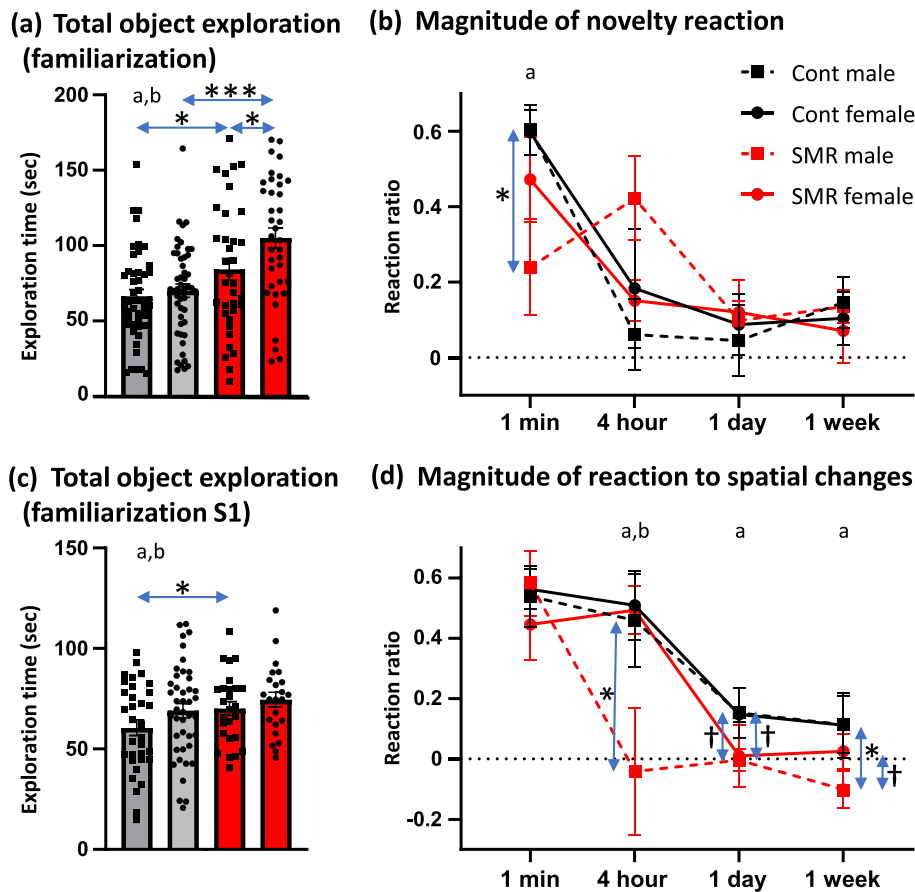 (a) Total object exploration
(familiarization)
Exploration time (sec)
200
150
100
50
0
a,b
***
*
*
(b) Magnitude of novelty reaction
Reaction ratio
0.6
0.4
0.2
0
a
*
Cont male
Cont female
SMR male
SMR female
1 min
4 hour
1 day
1 week
(c) Total object exploration
(familiarization S1)
Exploration time (sec)
150
100
50
0
a,b
*
(d) Magnitude of reaction to spatial changes
Reaction ratio
0.6
0.4
0.2
0
-0.2
a,b
a
a
*
†
†
*
†
1 min
4 hour
1 day
1 week